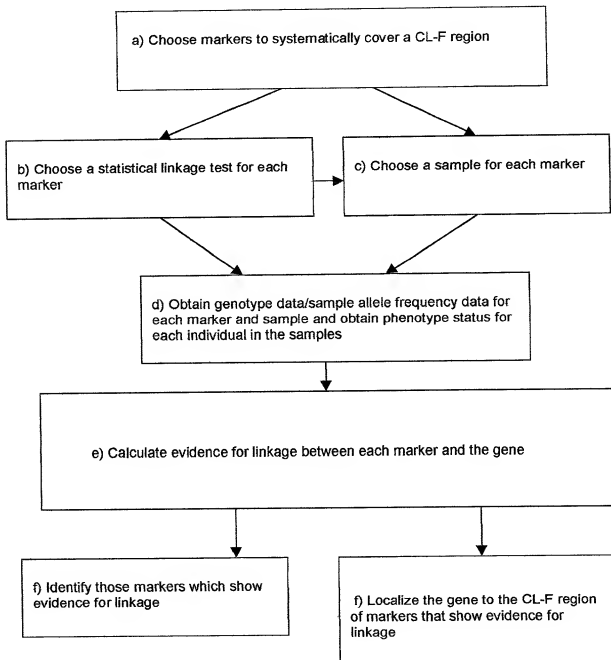 a) Choose markers to systematically cover a CL-F region
b) Choose a statistical linkage test for each
marker
c) Choose a sample for each marker
d) Obtain genotype data/sample allele frequency data for
each marker and sample and obtain phenotype status for
each individual in the samples
e) Calculate evidence for linkage between each marker and the gene
f) Identify those markers which show
evidence for linkage
f) Localize the gene to the CL-F region
of markers that show evidence for
linkage